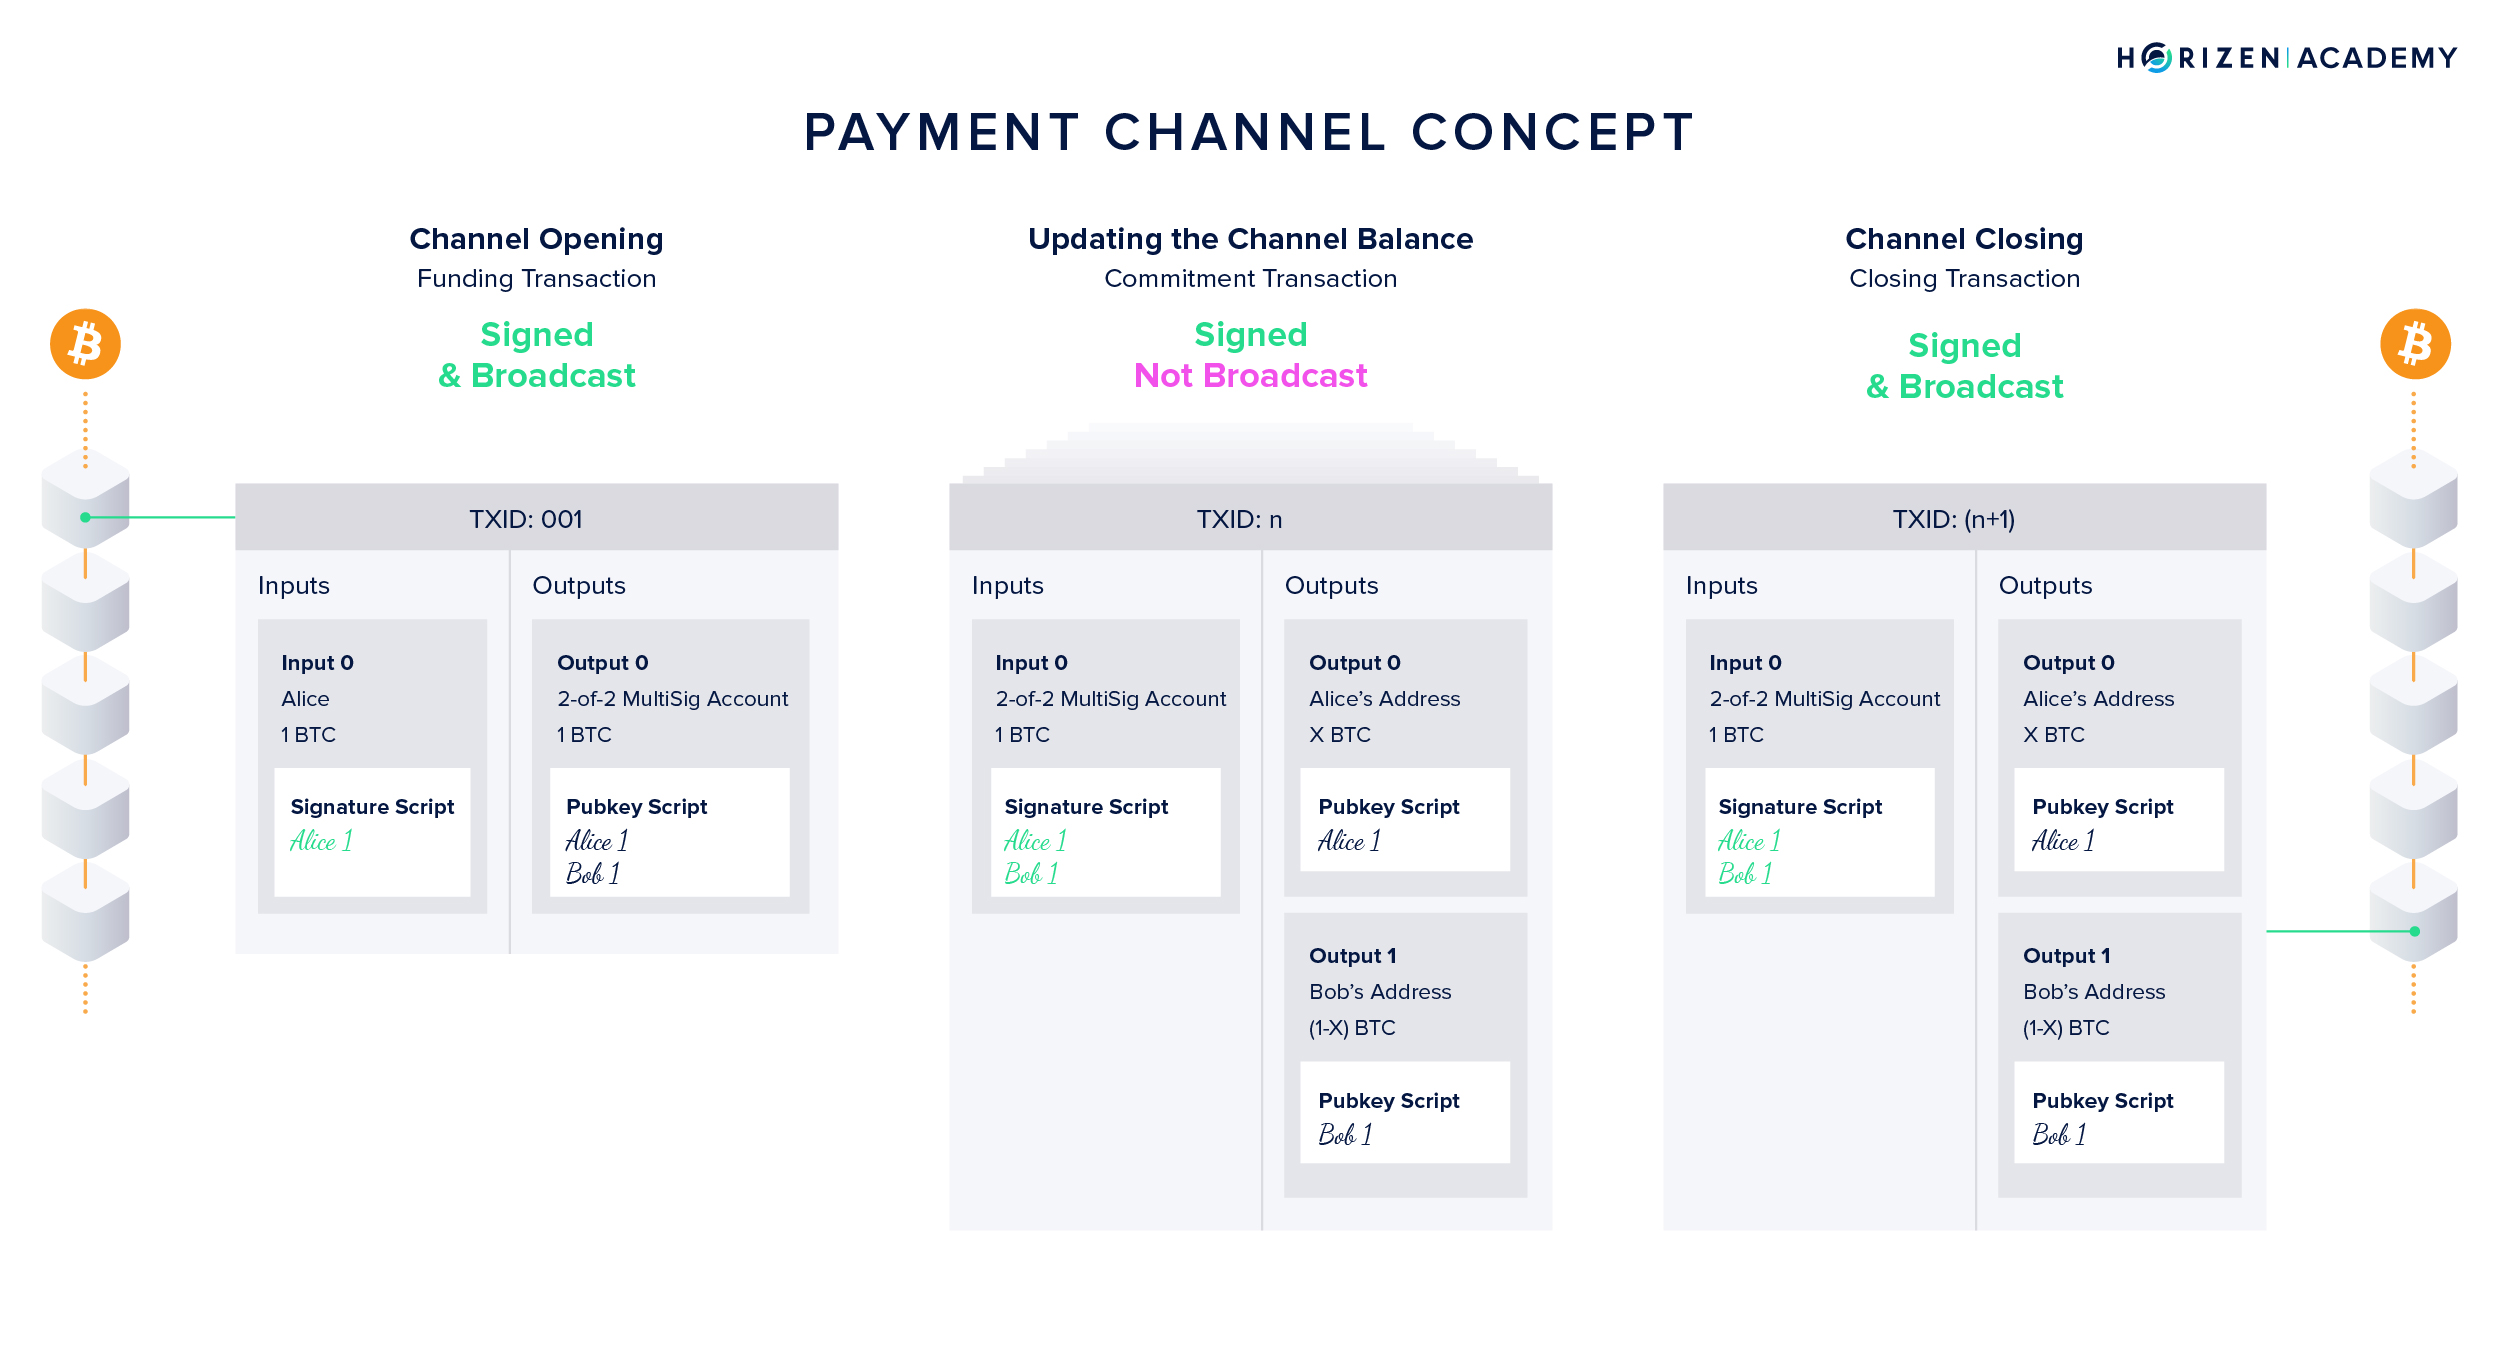 HORIZEN | ACADEMY
PAYMENT CHANNEL CONCEPT
Channel Opening
Funding Transaction
Signed
& Broadcast
TXID: 001
Inputs
Input 0
Alice
1 BTC
Signature Script
Alice 1
Outputs
Output 0
2-of-2 MultiSig Account
1 BTC
Pubkey Script
Alice 1
Bob 1
Updating the Channel Balance
Commitment Transaction
Signed
Not Broadcast
TXID: n
Inputs
Input 0
2-of-2 MultiSig Account
1 BTC
Signature Script
Alice 1
Bob 1
Outputs
Output 0
Alice’s Address
X BTC
Pubkey Script
Alice 1
Output 1
Bob’s Address
(1-X) BTC
Pubkey Script
Bob 1
Channel Closing
Closing Transaction
Signed
& Broadcast
TXID: (n+1)
Inputs
Input 0
2-of-2 MultiSig Account
1 BTC
Signature Script
Alice 1
Bob 1
Outputs
Output 0
Alice’s Address
X BTC
Pubkey Script
Alice 1
Output 1
Bob’s Address
(1-X) BTC
Pubkey Script
Bob 1